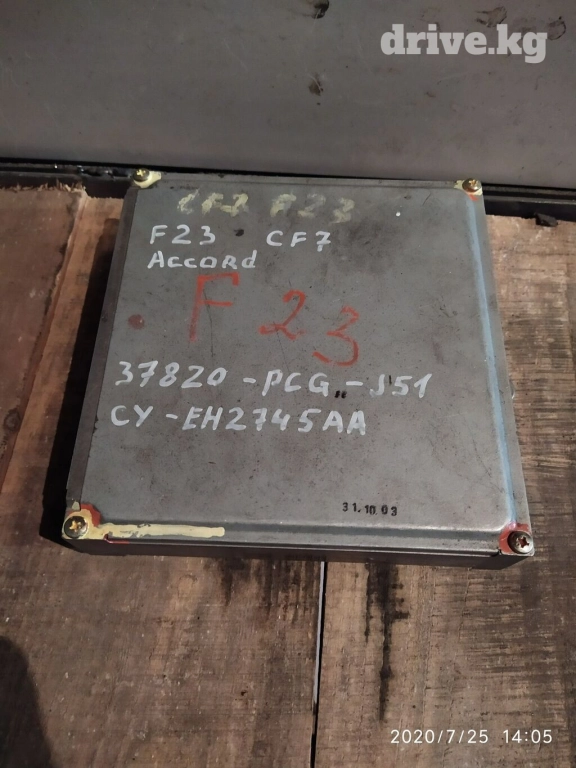 drive.kg
CF7 F23
F23 CF7
Accord
F 23
37820-PCG-J51
CY-EH2745AA
31.10.03
2020/7/25 14:05